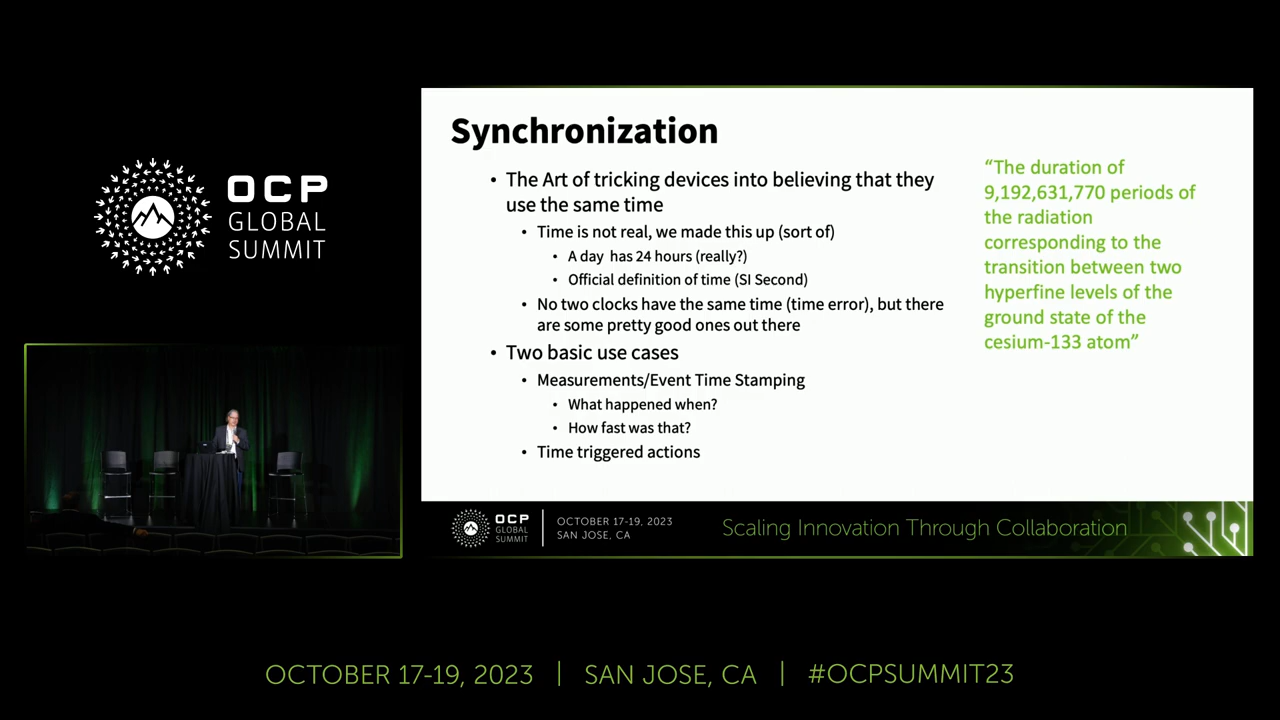 OCP
GLOBAL
SUMMIT
Synchronization
• The Art of tricking devices into believing that they
use the same time
• Time is not real, we made this up (sort of)
• A day has 24 hours (really?)
• Official definition of time (SI Second)
• No two clocks have the same time (time error), but there
are some pretty good ones out there
• Two basic use cases
• Measurements/Event Time Stamping
• What happened when?
• How fast was that?
• Time triggered actions
“The duration of
9,192,631,770 periods of
the radiation
corresponding to the
transition between two
hyperfine levels of the
ground state of the
cesium-133 atom”
OCP
GLOBAL
SUMMIT
OCTOBER 17-19, 2023
SAN JOSE, CA
Scaling Innovation Through Collaboration
OCTOBER 17-19, 2023 | SAN JOSE, CA | #OCPSUMMIT23